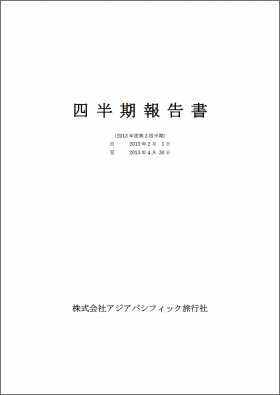 四半期報告書
(2013年度第3四半期)
自 2013年2月 1日
至 2013年4月 30日
株式会社アジアパシフィック旅行社